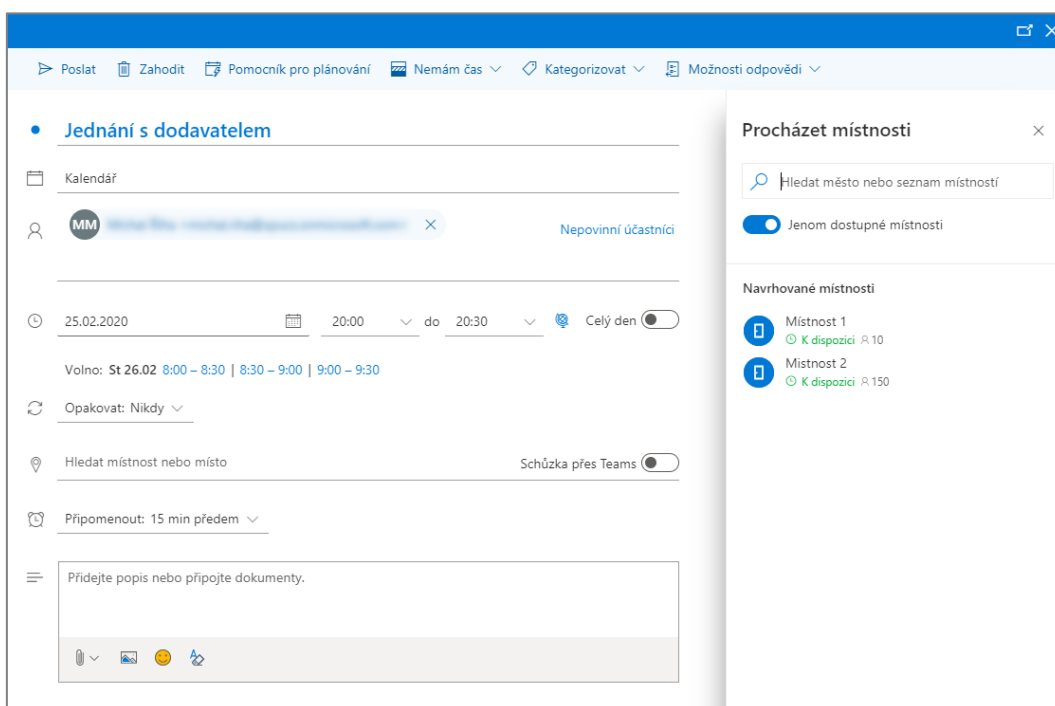 Poslat Zahodit Pomocník pro plánování Nemám čas Kategorizovat Možnosti odpovědi
Jednání s dodavatelem
Kalendář
MM
Nepovinní účastníci
25.02.2020 20:00 do 20:30 Celý den
Volno: St 26.02 8:00 – 8:30 | 8:30 – 9:00 | 9:00 – 9:30
Opakovat: Nikdy
Hledat místnost nebo místo Schůzka přes Teams
Připomenout: 15 min předem
Přidejte popis nebo připojte dokumenty.
Procházet místnosti
Hledat město nebo seznam místností
Jenom dostupné místnosti
Navrhované místnosti
Místnost 1
K dispozici 10
Mistnost 2
K dispozici 150